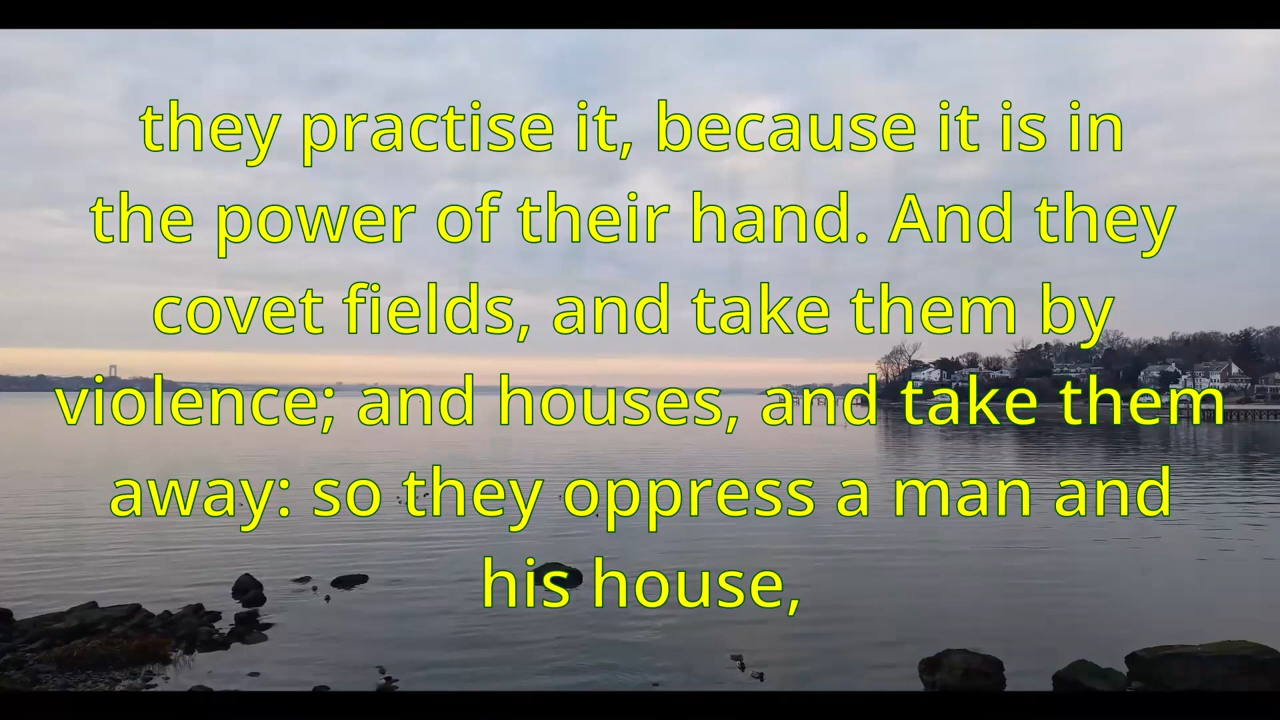 they practise it, because it is in
the power of their hand. And they
covet fields, and take them by
violence; and houses, and take them
away: so they oppress a man and
his house,